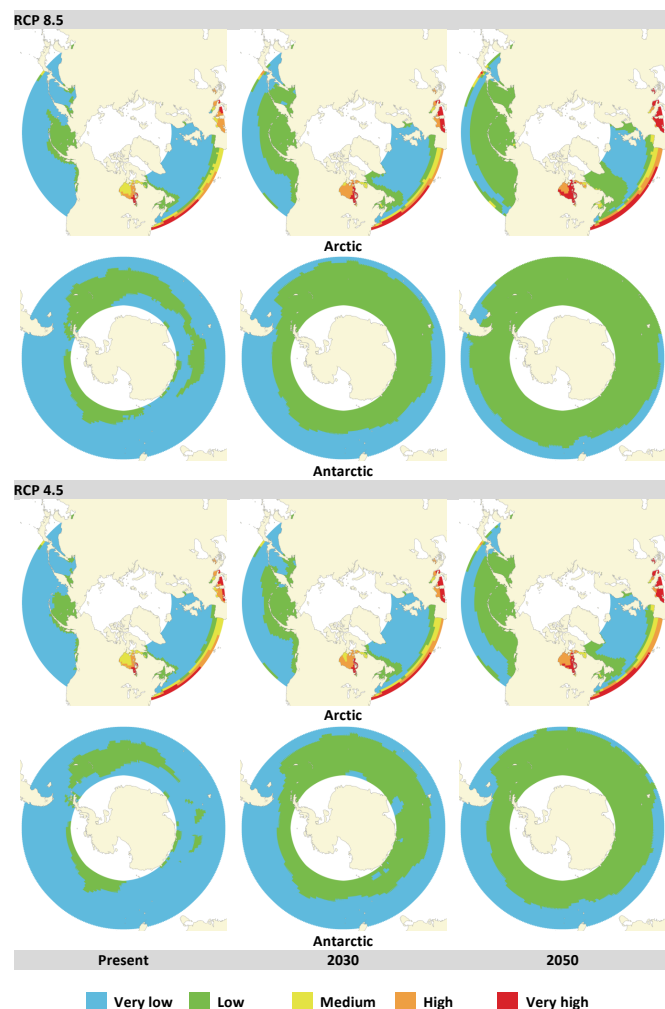 RCP 8.5
Arctic
Antarctic
RCP 4.5
Arctic
Antarctic
Present 2030 2050
Very low Low Medium High Very high